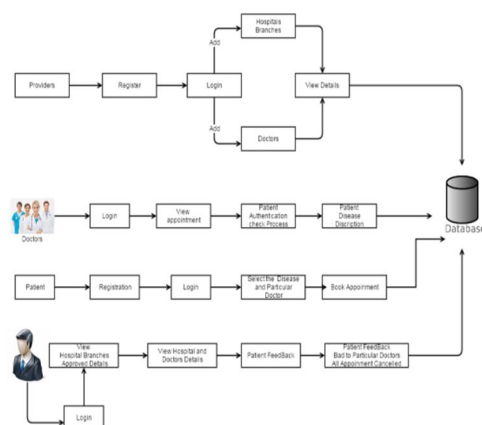 Hospitals
Branches
Add
Providers
Register
Login
View Details
Add
Doctors
Doctors
Login
View
appointment
Patient
Authentication
check Process
Patient
Disease
Discription
Database
Patient
Registration
Login
Select the Disease
and Particular
Doctor
Book Appoinment
View
Hospital Branches
Approved Details
View Hospital and
Doctors Details
Patient FeedBack
Patient FeedBack
Bad to Particular Doctors
All Appoinment Cancelled
Login